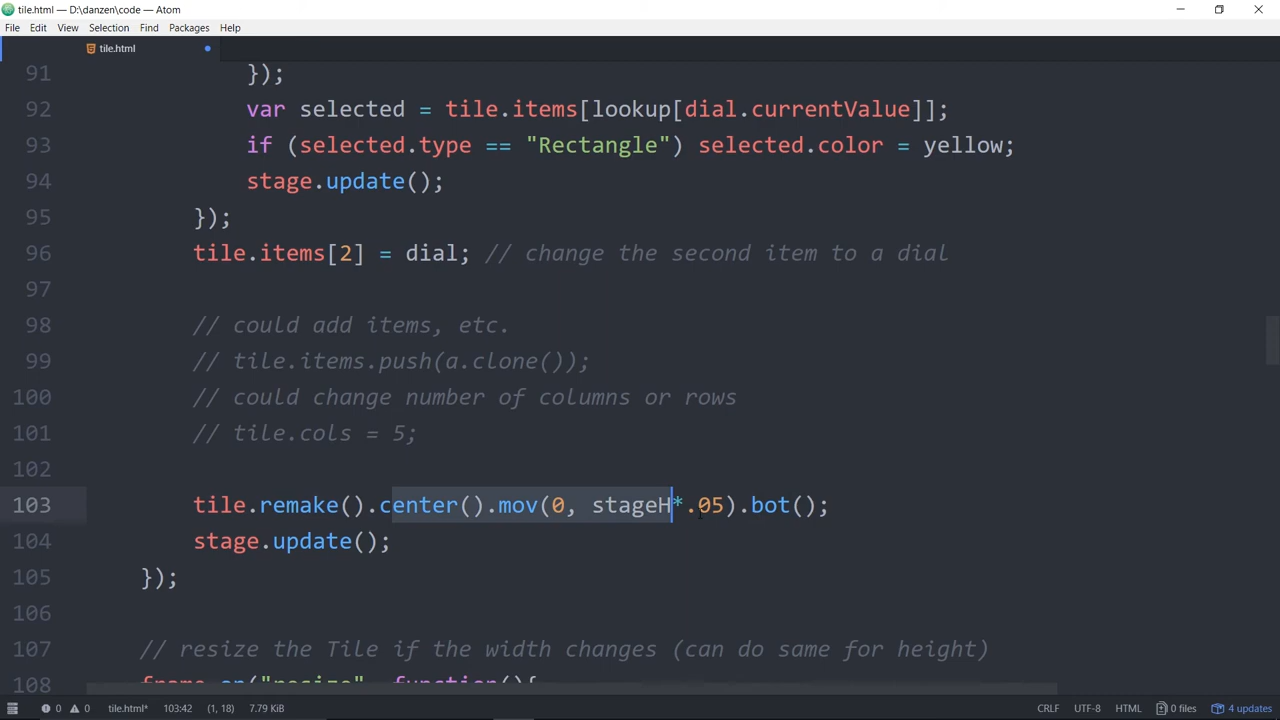 tile.html — D:\danzen\code — Atom
File Edit View Selection Find Packages Help
tile.html
91 });
92 var selected = tile.items[lookup[dial.currentValue]];
93 if (selected.type == "Rectangle") selected.color = yellow;
94 stage.update();
95 });
96 tile.items[2] = dial; // change the second item to a dial
97
98 // could add items, etc.
99 // tile.items.push(a.clone());
100 // could change number of columns or rows
101 // tile.cols = 5;
102
103 tile.remake().center().mov(0, stageH*.05).bot();
104 stage.update();
105 });
106
107 // resize the Tile if the width changes (can do same for height)
108 frame.on("resize", function(){
0 0 tile.html* 103:42 (1, 18) 7.79 KiB CRLF UTF-8 HTML 0 files 4 updates